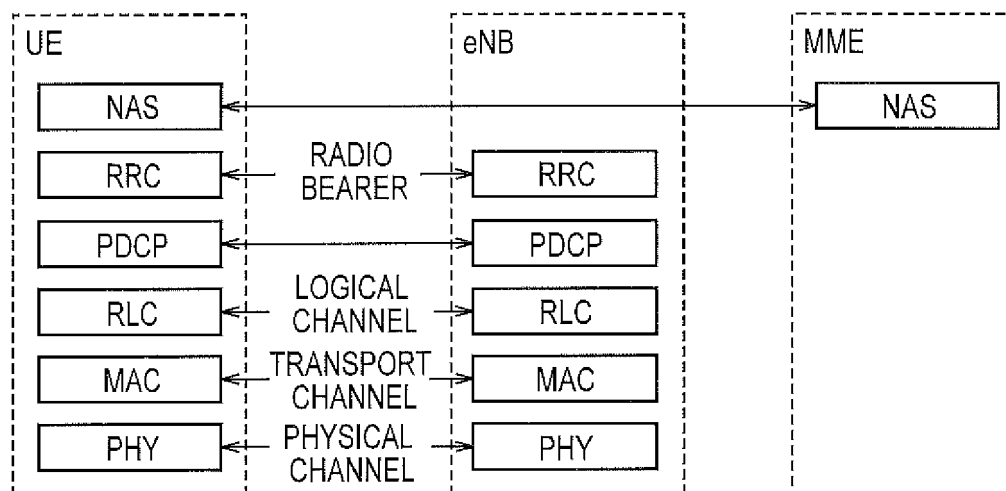 UE eNB MME
NAS NAS
RRC RADIO BEARER RRC
PDCP PDCP
RLC LOGICAL CHANNEL RLC
MAC TRANSPORT CHANNEL MAC
PHY PHYSICAL CHANNEL PHY